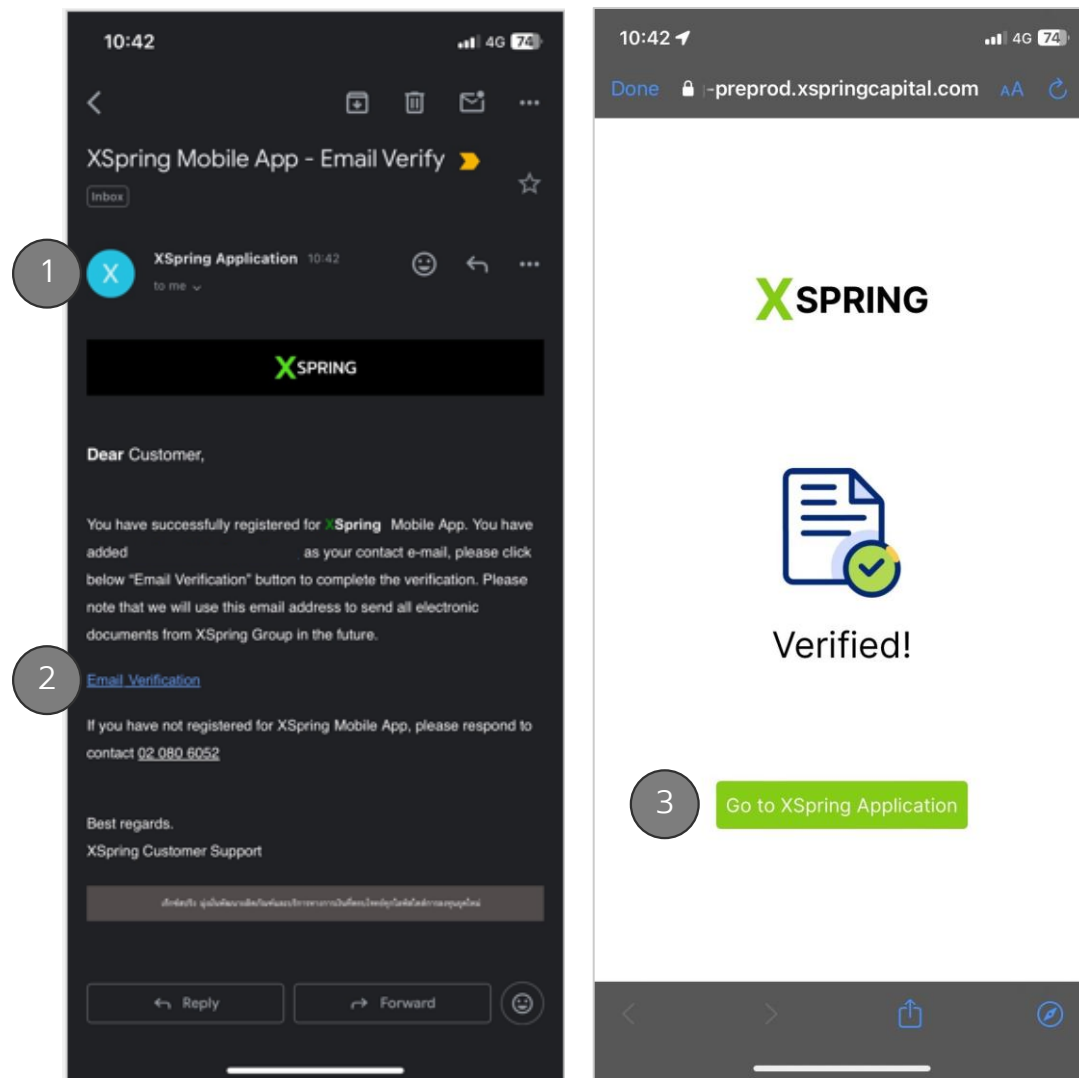 10:42
4G 74
XSpring Mobile App - Email Verify
Inbox
1
X
XSpring Application 10:42
to me
XSPRING
Dear Customer,
You have successfully registered for XSpring Mobile App. You have
added as your contact e-mail, please click
below “Email Verification” button to complete the verification. Please
note that we will use this email address to send all electronic
documents from XSpring Group in the future.
2
Email Verification
If you have not registered for XSpring Mobile App, please respond to
contact 02 080 6052
Best regards.
XSpring Customer Support
Reply
Forward
10:42
4G 74
Done
-preprod.xspringcapital.com
AA
XSPRING
Verified!
3
Go to XSpring Application